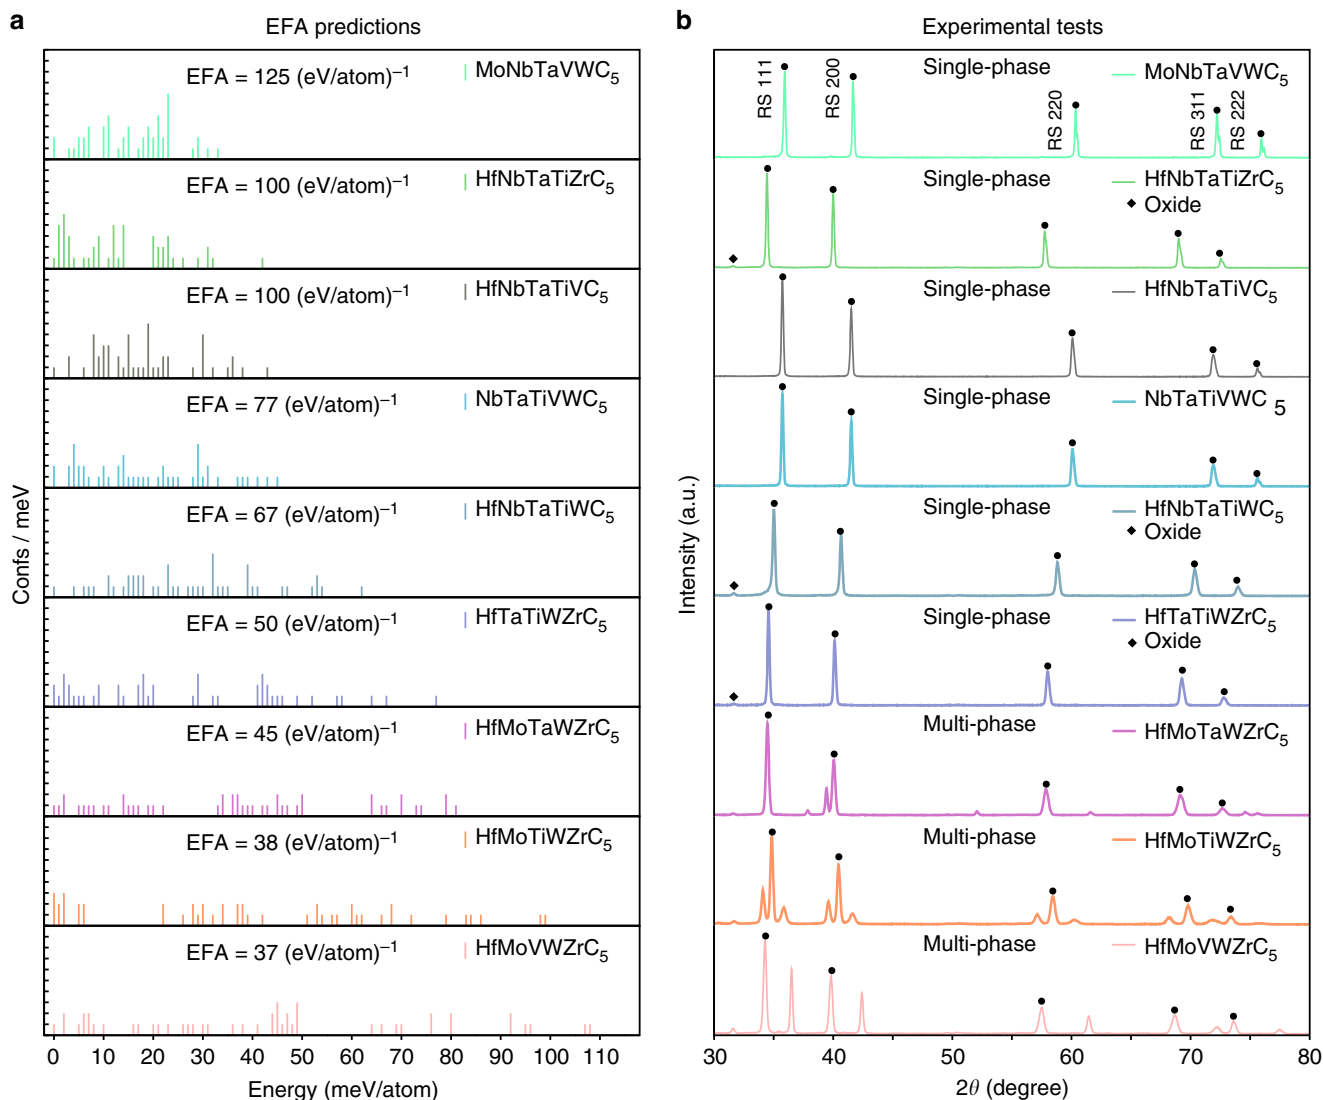 a
EFA predictions
EFA = 125 (eV/atom)⁻¹
MoNbTaVWC₅
EFA = 100 (eV/atom)⁻¹
HfNbTaTiZrC₅
EFA = 100 (eV/atom)⁻¹
HfNbTaTiVC₅
EFA = 77 (eV/atom)⁻¹
NbTaTiVWC₅
EFA = 67 (eV/atom)⁻¹
HfNbTaTiWC₅
EFA = 50 (eV/atom)⁻¹
HfTaTiWZrC₅
EFA = 45 (eV/atom)⁻¹
HfMoTaWZrC₅
EFA = 38 (eV/atom)⁻¹
HfMoTiWZrC₅
EFA = 37 (eV/atom)⁻¹
HfMoVWZrC₅
Confs / meV
0 10 20 30 40 50 60 70 80 90 100 110
Energy (meV/atom)
b
Experimental tests
RS 111
RS 200
RS 220
RS 311
RS 222
Single-phase
MoNbTaVWC₅
Single-phase
HfNbTaTiZrC₅
Oxide
Single-phase
HfNbTaTiVC₅
Single-phase
NbTaTiVWC ₅
Single-phase
HfNbTaTiWC₅
Oxide
Single-phase
HfTaTiWZrC₅
Oxide
Multi-phase
HfMoTaWZrC₅
Multi-phase
HfMoTiWZrC₅
Multi-phase
HfMoVWZrC₅
Intensity (a.u.)
30 40 50 60 70 80
2θ (degree)